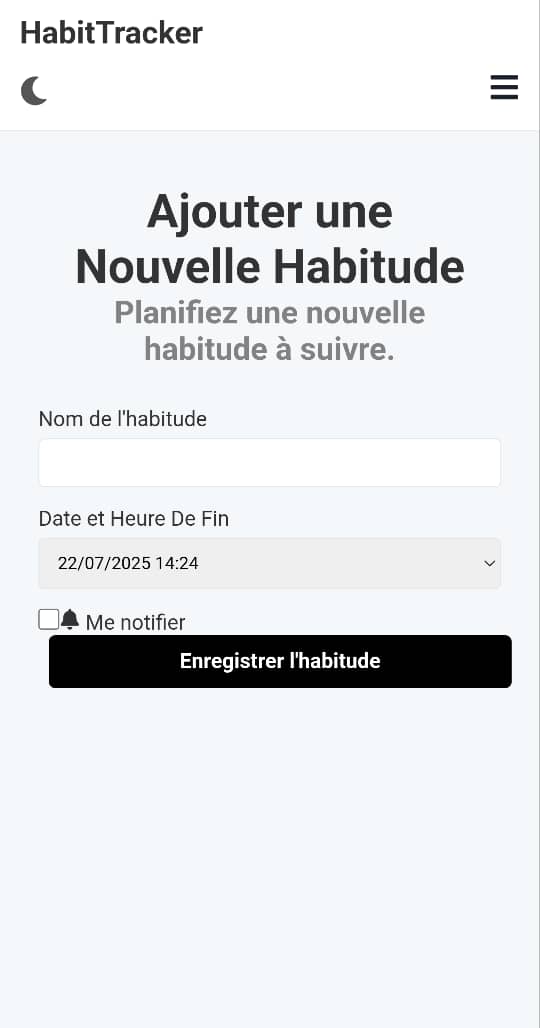 HabitTracker
Ajouter une
Nouvelle Habitude
Planifiez une nouvelle
habitude à suivre.
Nom de l'habitude
Date et Heure De Fin
22/07/2025 14:24
Me notifier
Enregistrer l'habitude